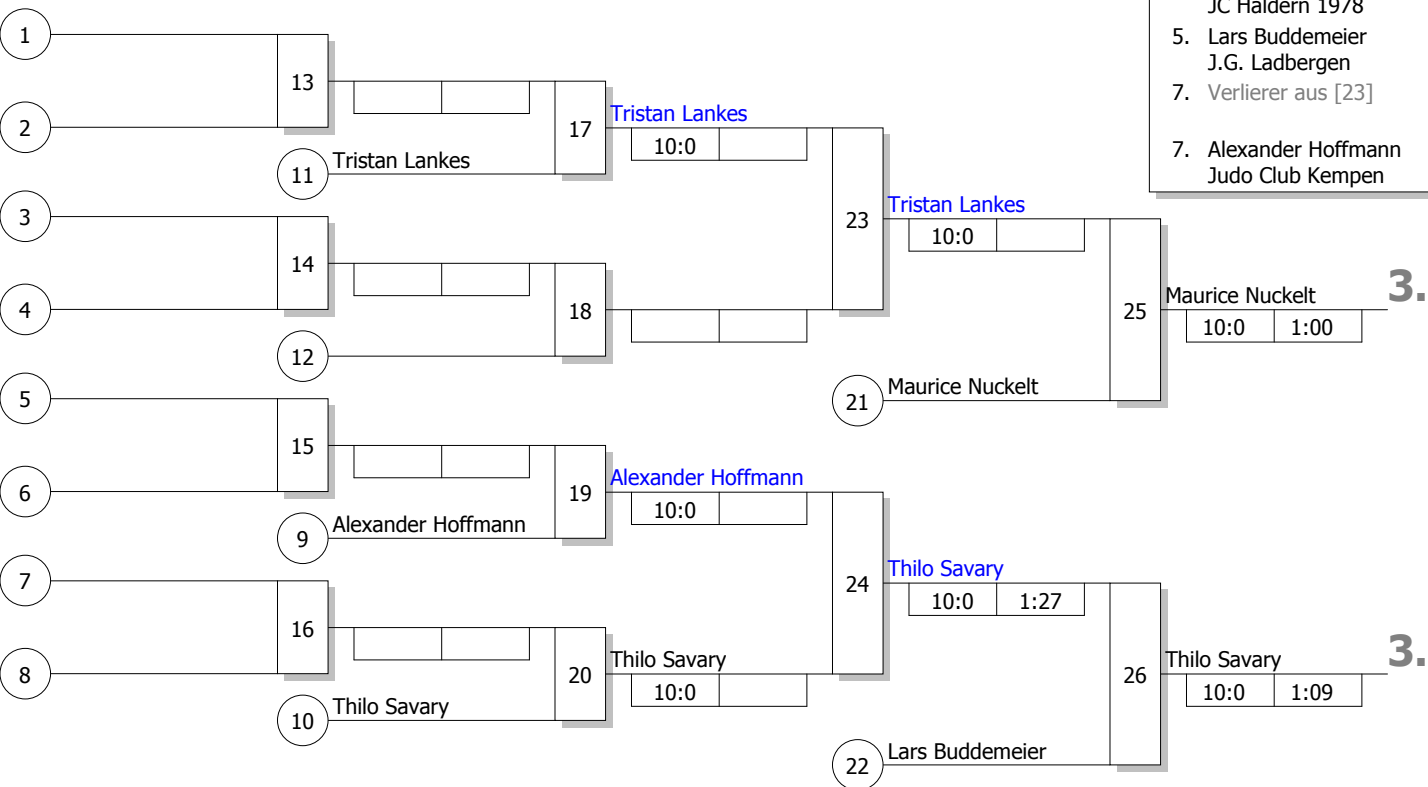 JC Haldern 1978
5. Lars Buddemeier
J.G. Ladbergen
7. Verlierer aus [23]
7. Alexander Hoffmann
Judo Club Kempen
1
13
2
17
Tristan Lankes
10:0
11
Tristan Lankes
3
23
Tristan Lankes
10:0
14
4
18
12
25
Maurice Nuckelt
3.
10:0 1:00
5
21
Maurice Nuckelt
15
6
19
Alexander Hoffmann
10:0
9
Alexander Hoffmann
7
24
Thilo Savary
10:0 1:27
16
8
20
Thilo Savary
10:0
10
Thilo Savary
26
Thilo Savary
3.
10:0 1:09
22
Lars Buddemeier